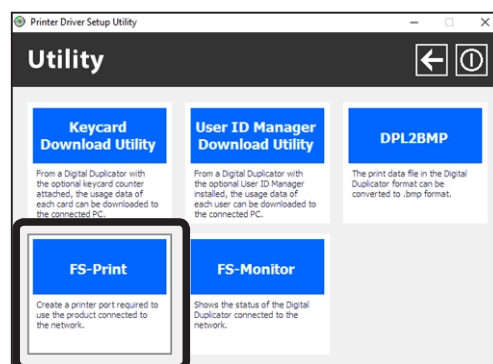 Printer Driver Setup Utility
Utility
Keycard
Download Utility
From a Digital Duplicator with
the optional keycard counter
attached, the usage data of
each card can be downloaded to
the connected PC.
User ID Manager
Download Utility
From a Digital Duplicator with
the optional User ID Manager
installed, the usage data of
each user can be downloaded to
the connected PC.
DPL2BMP
The print data file in the Digital
Duplicator format can be
converted to .bmp format.
FS-Print
Create a printer port required to
use the product connected to
the network.
FS-Monitor
Shows the status of the Digital
Duplicator connected to the
network.